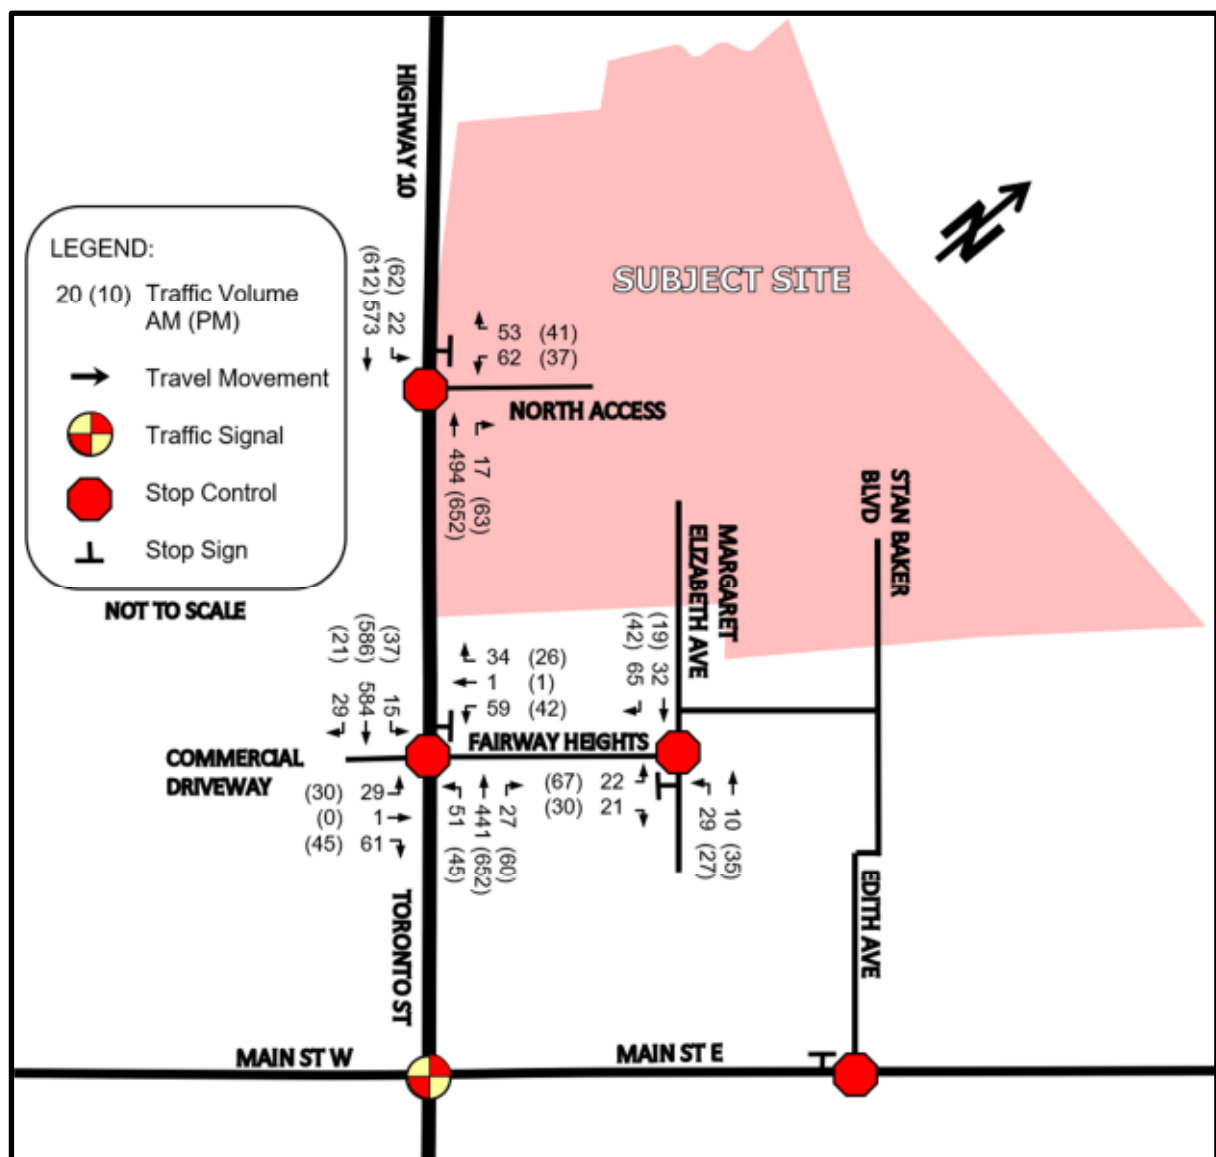 HIGHWAY 10
SUBJECT SITE
N
LEGEND:
20 (10) Traffic Volume
AM (PM)
Travel Movement
Traffic Signal
Stop Control
Stop Sign
NOT TO SCALE
(62) 22
(612) 573
53 (41)
62 (37)
NORTH ACCESS
17 (63)
494 (652)
STAN BAKER
BLVD
MARGARET
ELIZABETH AVE
(37) 15
(586) 584
(21) 29
34 (26)
1 (1)
59 (42)
(19) 32
(42) 65
FAIRWAY HEIGHTS
COMMERCIAL
DRIVEWAY
(30) 29
(0) 1
(45) 61
27 (60)
441 (652)
51 (45)
(67) 22
(30) 21
10 (35)
29 (27)
TORONTO ST
EDITH AVE
MAIN ST W
MAIN ST E